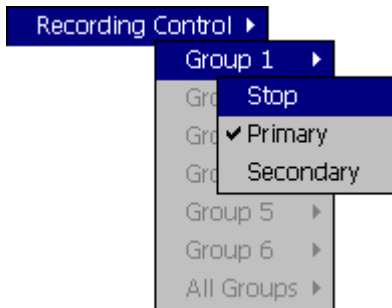 Recording Control
Group 1
Stop
Primary
Secondary
Group 5
Group 6
All Groups